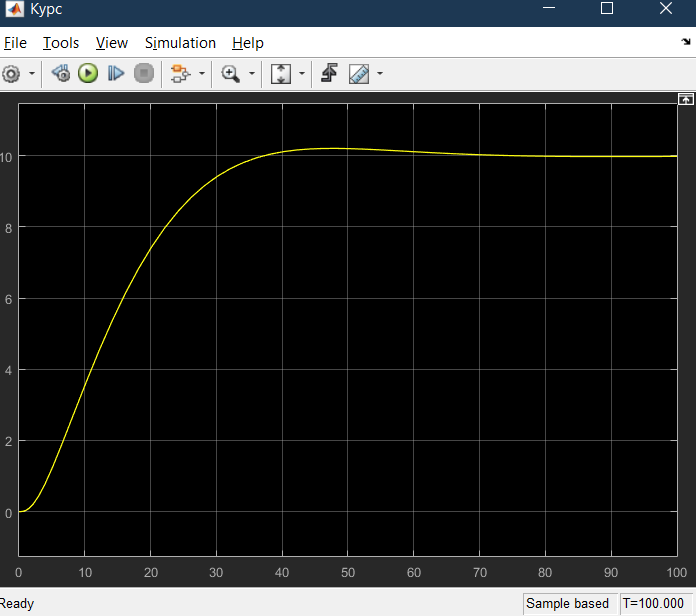 Курс
File Tools View Simulation Help
10
8
6
4
2
0
0 10 20 30 40 50 60 70 80 90 100
Ready Sample based T=100.000